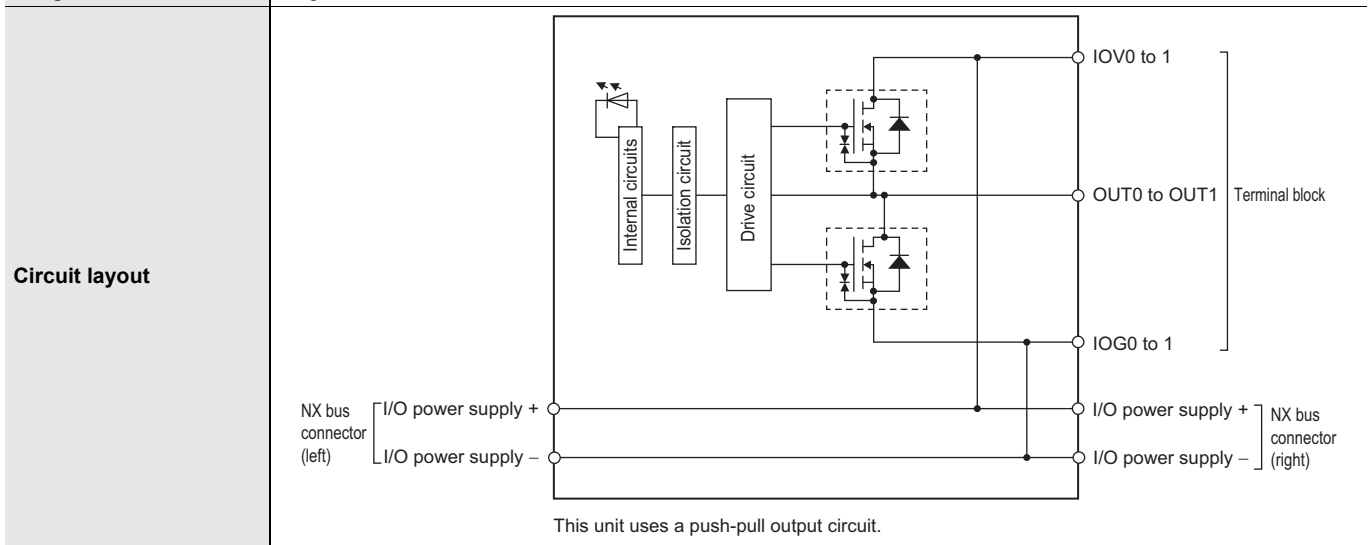 Circuit layout
IOV0 to 1
Internal circuits
Isolation circuit
Drive circuit
OUT0 to OUT1
Terminal block
IOG0 to 1
NX bus
connector
(left)
I/O power supply +
I/O power supply –
I/O power supply +
I/O power supply –
NX bus
connector
(right)
This unit uses a push-pull output circuit.